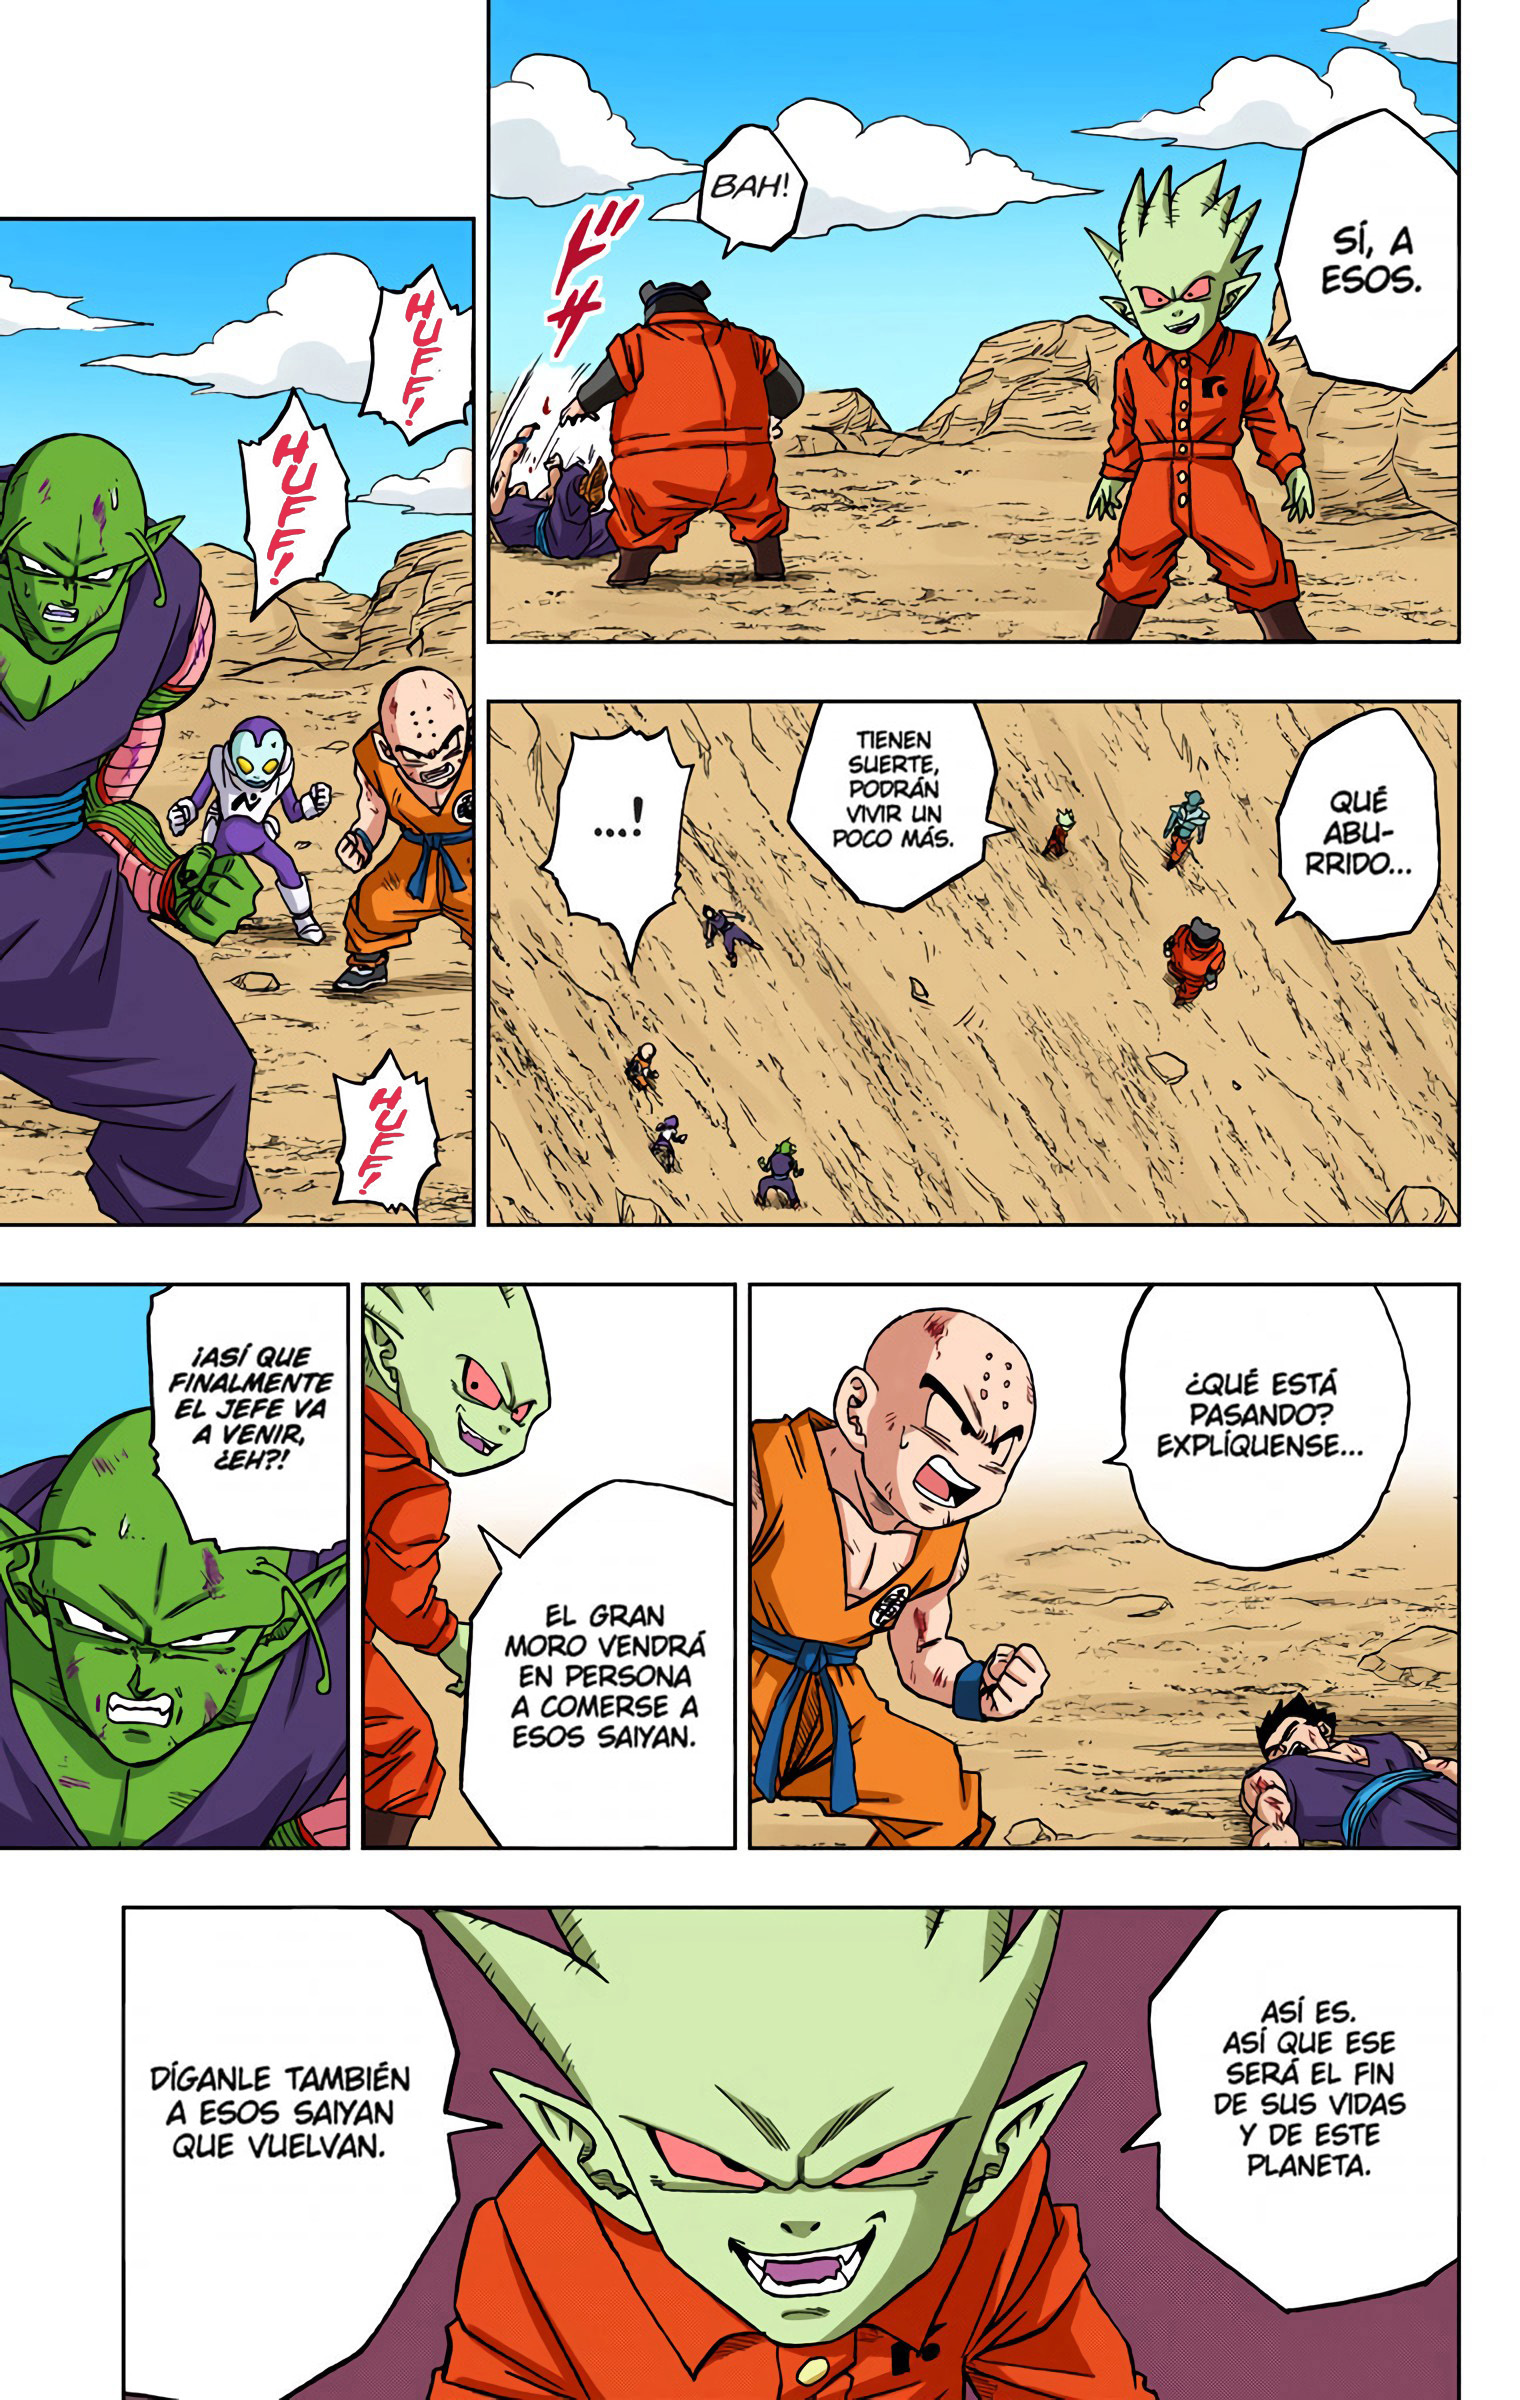 SÍ, A
ESOS.
BAH!
ドサ
HUFF!
HUFF!
HUFF!
QUÉ
ABU-
RRIDO...
TIENEN
SUERTE,
PODRÁN
VIVIR UN
POCO MÁS.
...!
¿QUÉ ESTÁ
PASANDO?
EXPLÍQUENSE...
EL GRAN
MORO VENDRÁ
EN PERSONA
A COMERSE A
ESOS SAIYAN.
¡ASÍ QUE
FINALMENTE
EL JEFE VA
A VENIR,
¿EH?!
ASÍ ES.
ASÍ QUE ESE
SERÁ EL FIN
DE SUS VIDAS
Y DE ESTE
PLANETA.
DÍGANLE TAMBIÉN
A ESOS SAIYAN
QUE VUELVAN.